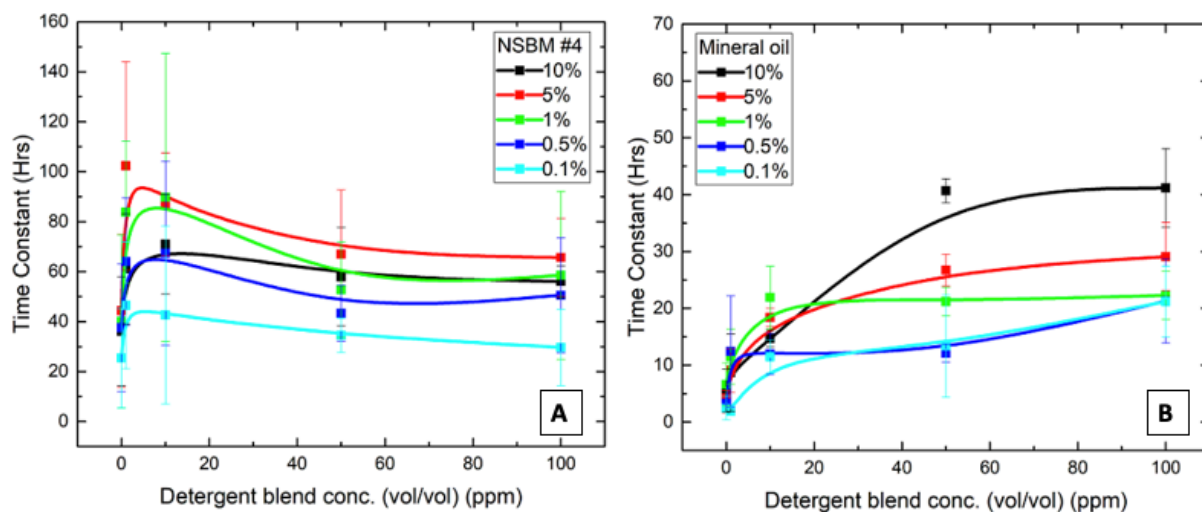 160
140
120
100
80
60
40
20
0
Time Constant (Hrs)
NSBM #4
10%
5%
1%
0.5%
0.1%
A
0 20 40 60 80 100
Detergent blend conc. (vol/vol) (ppm)
70
60
50
40
30
20
10
0
Time Constant (Hrs)
Mineral oil
10%
5%
1%
0.5%
0.1%
B
0 20 40 60 80 100
Detergent blend conc. (vol/vol) (ppm)